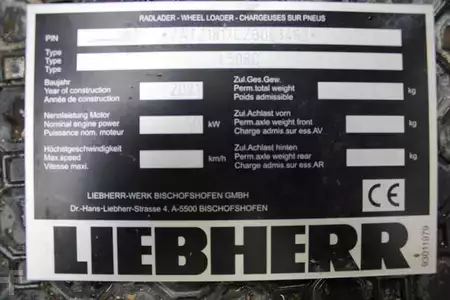 RADLADER - WHEEL LOADER - CHARGEUSES SUR PNEUS
PIN
Type
Type
Type
Baujahr
Year of construction 2021
Année de construction
Nennleistung Motor
Nominal engine power kW
Puissance nom. moteur
Höchstgeschwindigkeit
Max.speed km/h
Vitesse maxi.
Zul.Ges.Gew.
Perm.total weight kg
Poids admissible
Zul.Achslast vorn
Perm.axle weight front kg
Charge admis.sur ess.AV
Zul.Achslast hinten
Perm.axle weight rear kg
Charge admis.sur ess.AR
LIEBHERR-WERK BISCHOFSHOFEN GMBH
Dr.-Hans-Liebherr-Strasse 4, A-5500 BISCHOFSHOFEN
CE
LIEBHERR
93011979